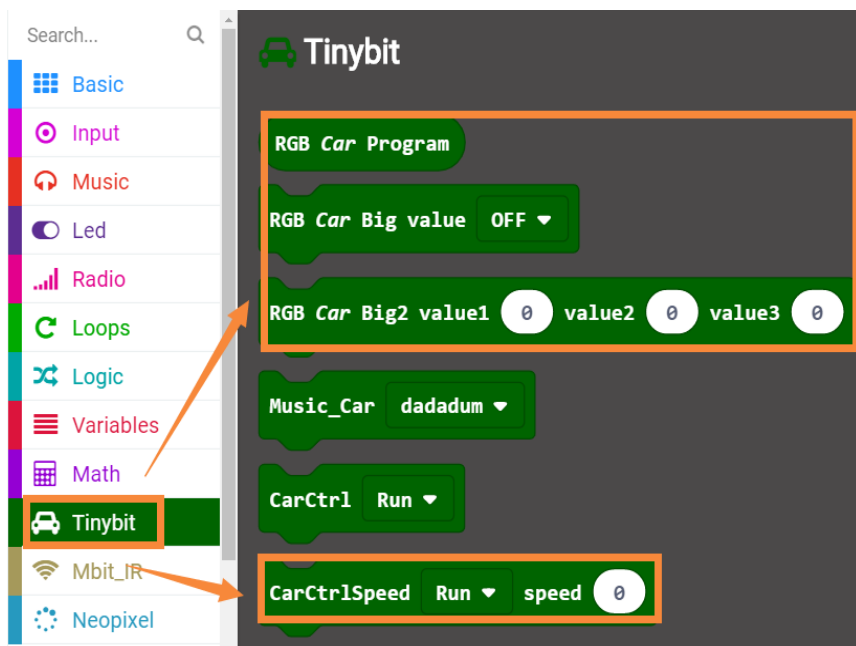 Search...
Basic
Input
Music
Led
Radio
Loops
Logic
Variables
Math
Tinybit
Mbit_IR
Neopixel
Tinybit
RGB Car Program
RGB Car Big value OFF
RGB Car Big2 value1 0 value2 0 value3 0
Music_Car dadadum
CarCtrl Run
CarCtrlSpeed Run speed 0